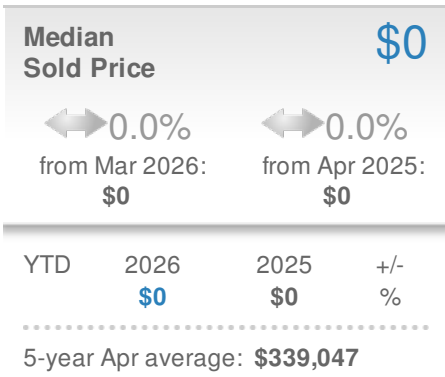 Median $0
Sold Price
0.0% 0.0%
from Mar 2026: from Apr 2025:
$0 $0
YTD 2026 2025 +/-
$0 $0 %
5-year Apr average: $339,047